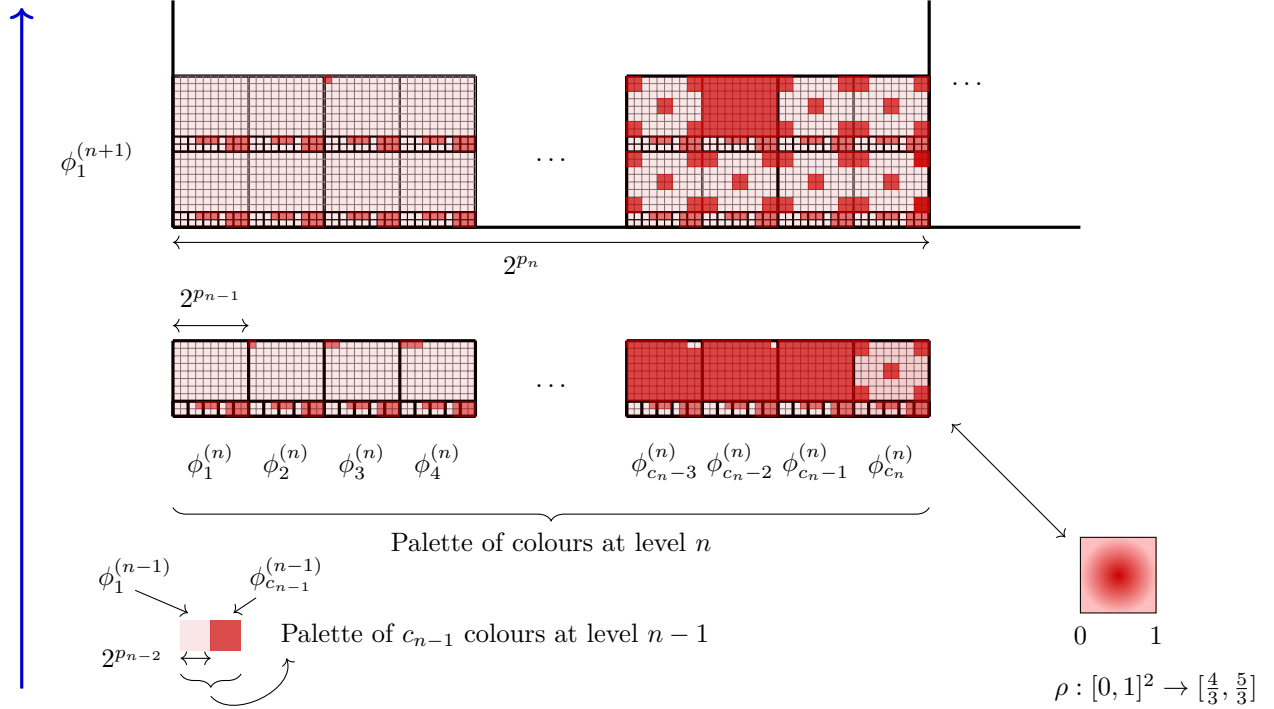 …
$\phi_1^{(n+1)}$
…
$2^{p_n}$
$2^{p_{n-1}}$
…
$\phi_1^{(n)}$ $\phi_2^{(n)}$ $\phi_3^{(n)}$ $\phi_4^{(n)}$ $\phi_{c_n-3}^{(n)}$ $\phi_{c_n-2}^{(n)}$ $\phi_{c_n-1}^{(n)}$ $\phi_{c_n}^{(n)}$
Palette of colours at level $n$
$\phi_1^{(n-1)}$ $\phi_{c_{n-1}}^{(n-1)}$
Palette of $c_{n-1}$ colours at level $n-1$
$2^{p_{n-2}}$
0 1
$\rho : [0,1]^2 \to [\frac{4}{3}, \frac{5}{3}]$